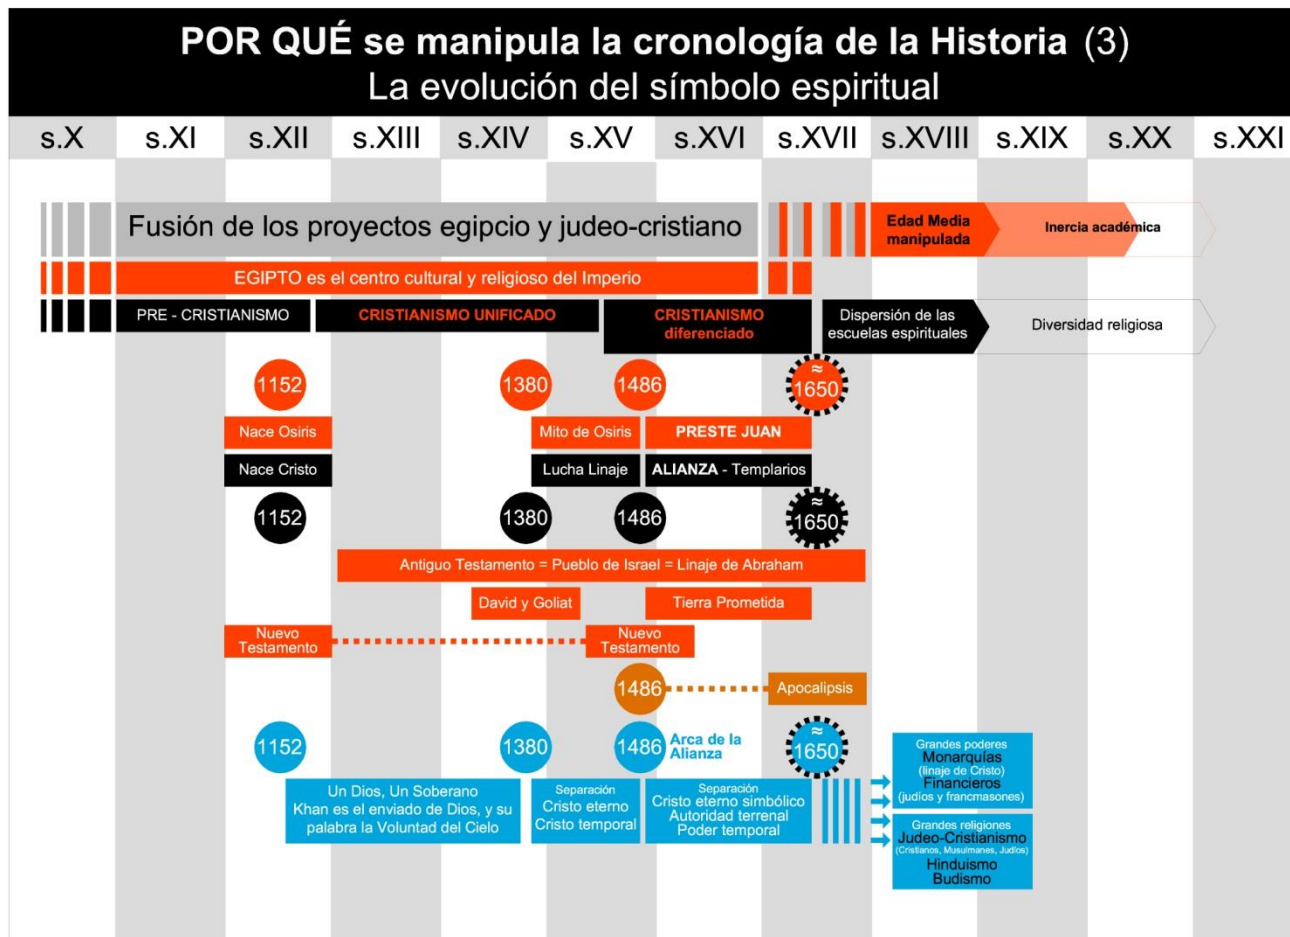 POR QUÉ se manipula la cronología de la Historia (3)
La evolución del símbolo espiritual
s.X s.XI s.XII s.XIII s.XIV s.XV s.XVI s.XVII s.XVIII s.XIX s.XX s.XXI
Fusión de los proyectos egipcio y judeo-cristiano
Edad Media
manipulada
Inercia académica
EGIPTO es el centro cultural y religioso del Imperio
PRE - CRISTIANISMO
CRISTIANISMO UNIFICADO
CRISTIANISMO
diferenciado
Dispersión de las
escuelas espirituales
Diversidad religiosa
1152
1380
1486
≈
1650
Nace Osiris
Mito de Osiris
PRESTE JUAN
Nace Cristo
Lucha Linaje
ALIANZA - Templarios
1152
1380
1486
≈
1650
Antiguo Testamento = Pueblo de Israel = Linaje de Abraham
David y Goliat
Tierra Prometida
Nuevo
Testamento
Nuevo
Testamento
1486
Apocalipsis
1152
1380
1486
Arca de la
Alianza
≈
1650
Un Dios, Un Soberano
Khan es el enviado de Dios, y su
palabra la Voluntad del Cielo
Separación
Cristo eterno
Cristo temporal
Separación
Cristo eterno simbólico
Autoridad terrenal
Poder temporal
Grandes poderes
Monarquías
(linaje de Cristo)
Financieros
(judíos y francmasones)
Grandes religiones
Judeo-Cristianismo
(Cristianos, Musulmanes, Judíos)
Hinduismo
Budismo